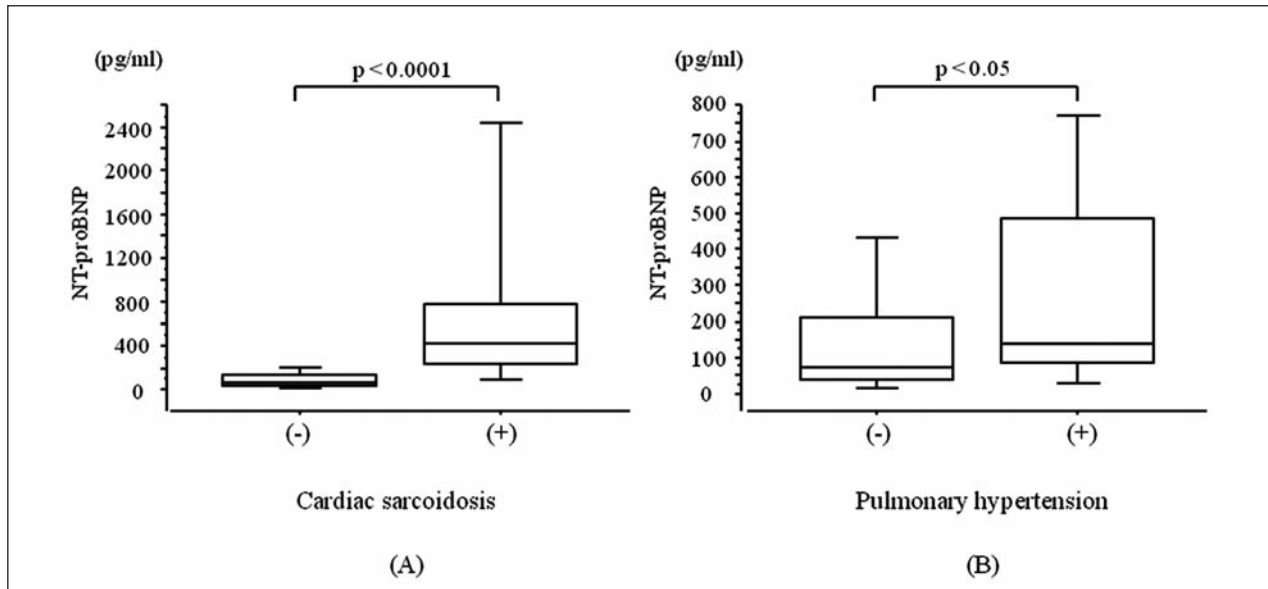 (pg/ml)
p<0.0001
2400
2000
1600
1200
800
400
0
NT-proBNP
(-)
(+)
Cardiac sarcoidosis
(A)
(pg/ml)
p<0.05
800
700
600
500
400
300
200
100
0
NT-proBNP
(-)
(+)
Pulmonary hypertension
(B)